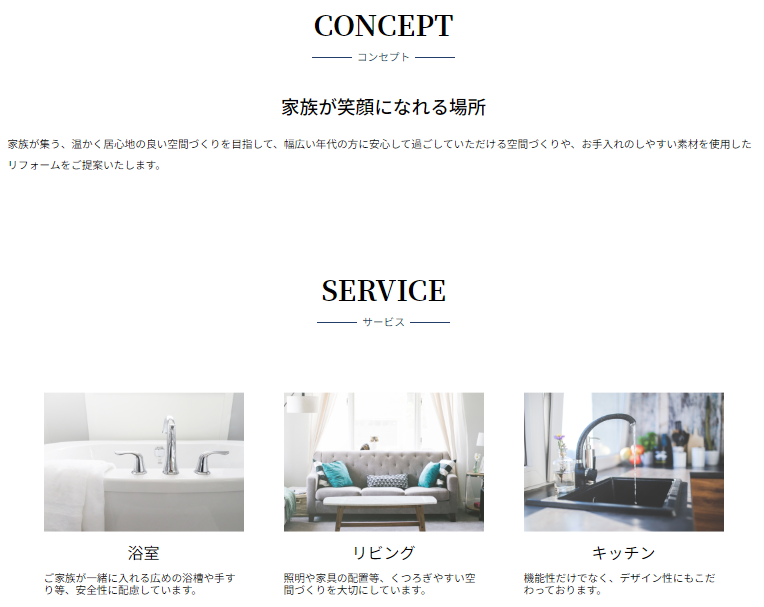 CONCEPT
コンセプト
家族が笑顔になれる場所
家族が集う、温かく居心地の良い空間づくりを目指して、幅広い年代の方に安心して過ごしていただける空間づくりや、お手入れのしやすい素材を使用した
リフォームをご提案いたします。
SERVICE
サービス
浴室
ご家族が一緒に入れる広めの浴槽や手す
り等、安全性に配慮しています。
リビング
照明や家具の配置等、くつろぎやすい空
間づくりを大切にしています。
キッチン
機能性だけでなく、デザイン性にもこだ
わっております。